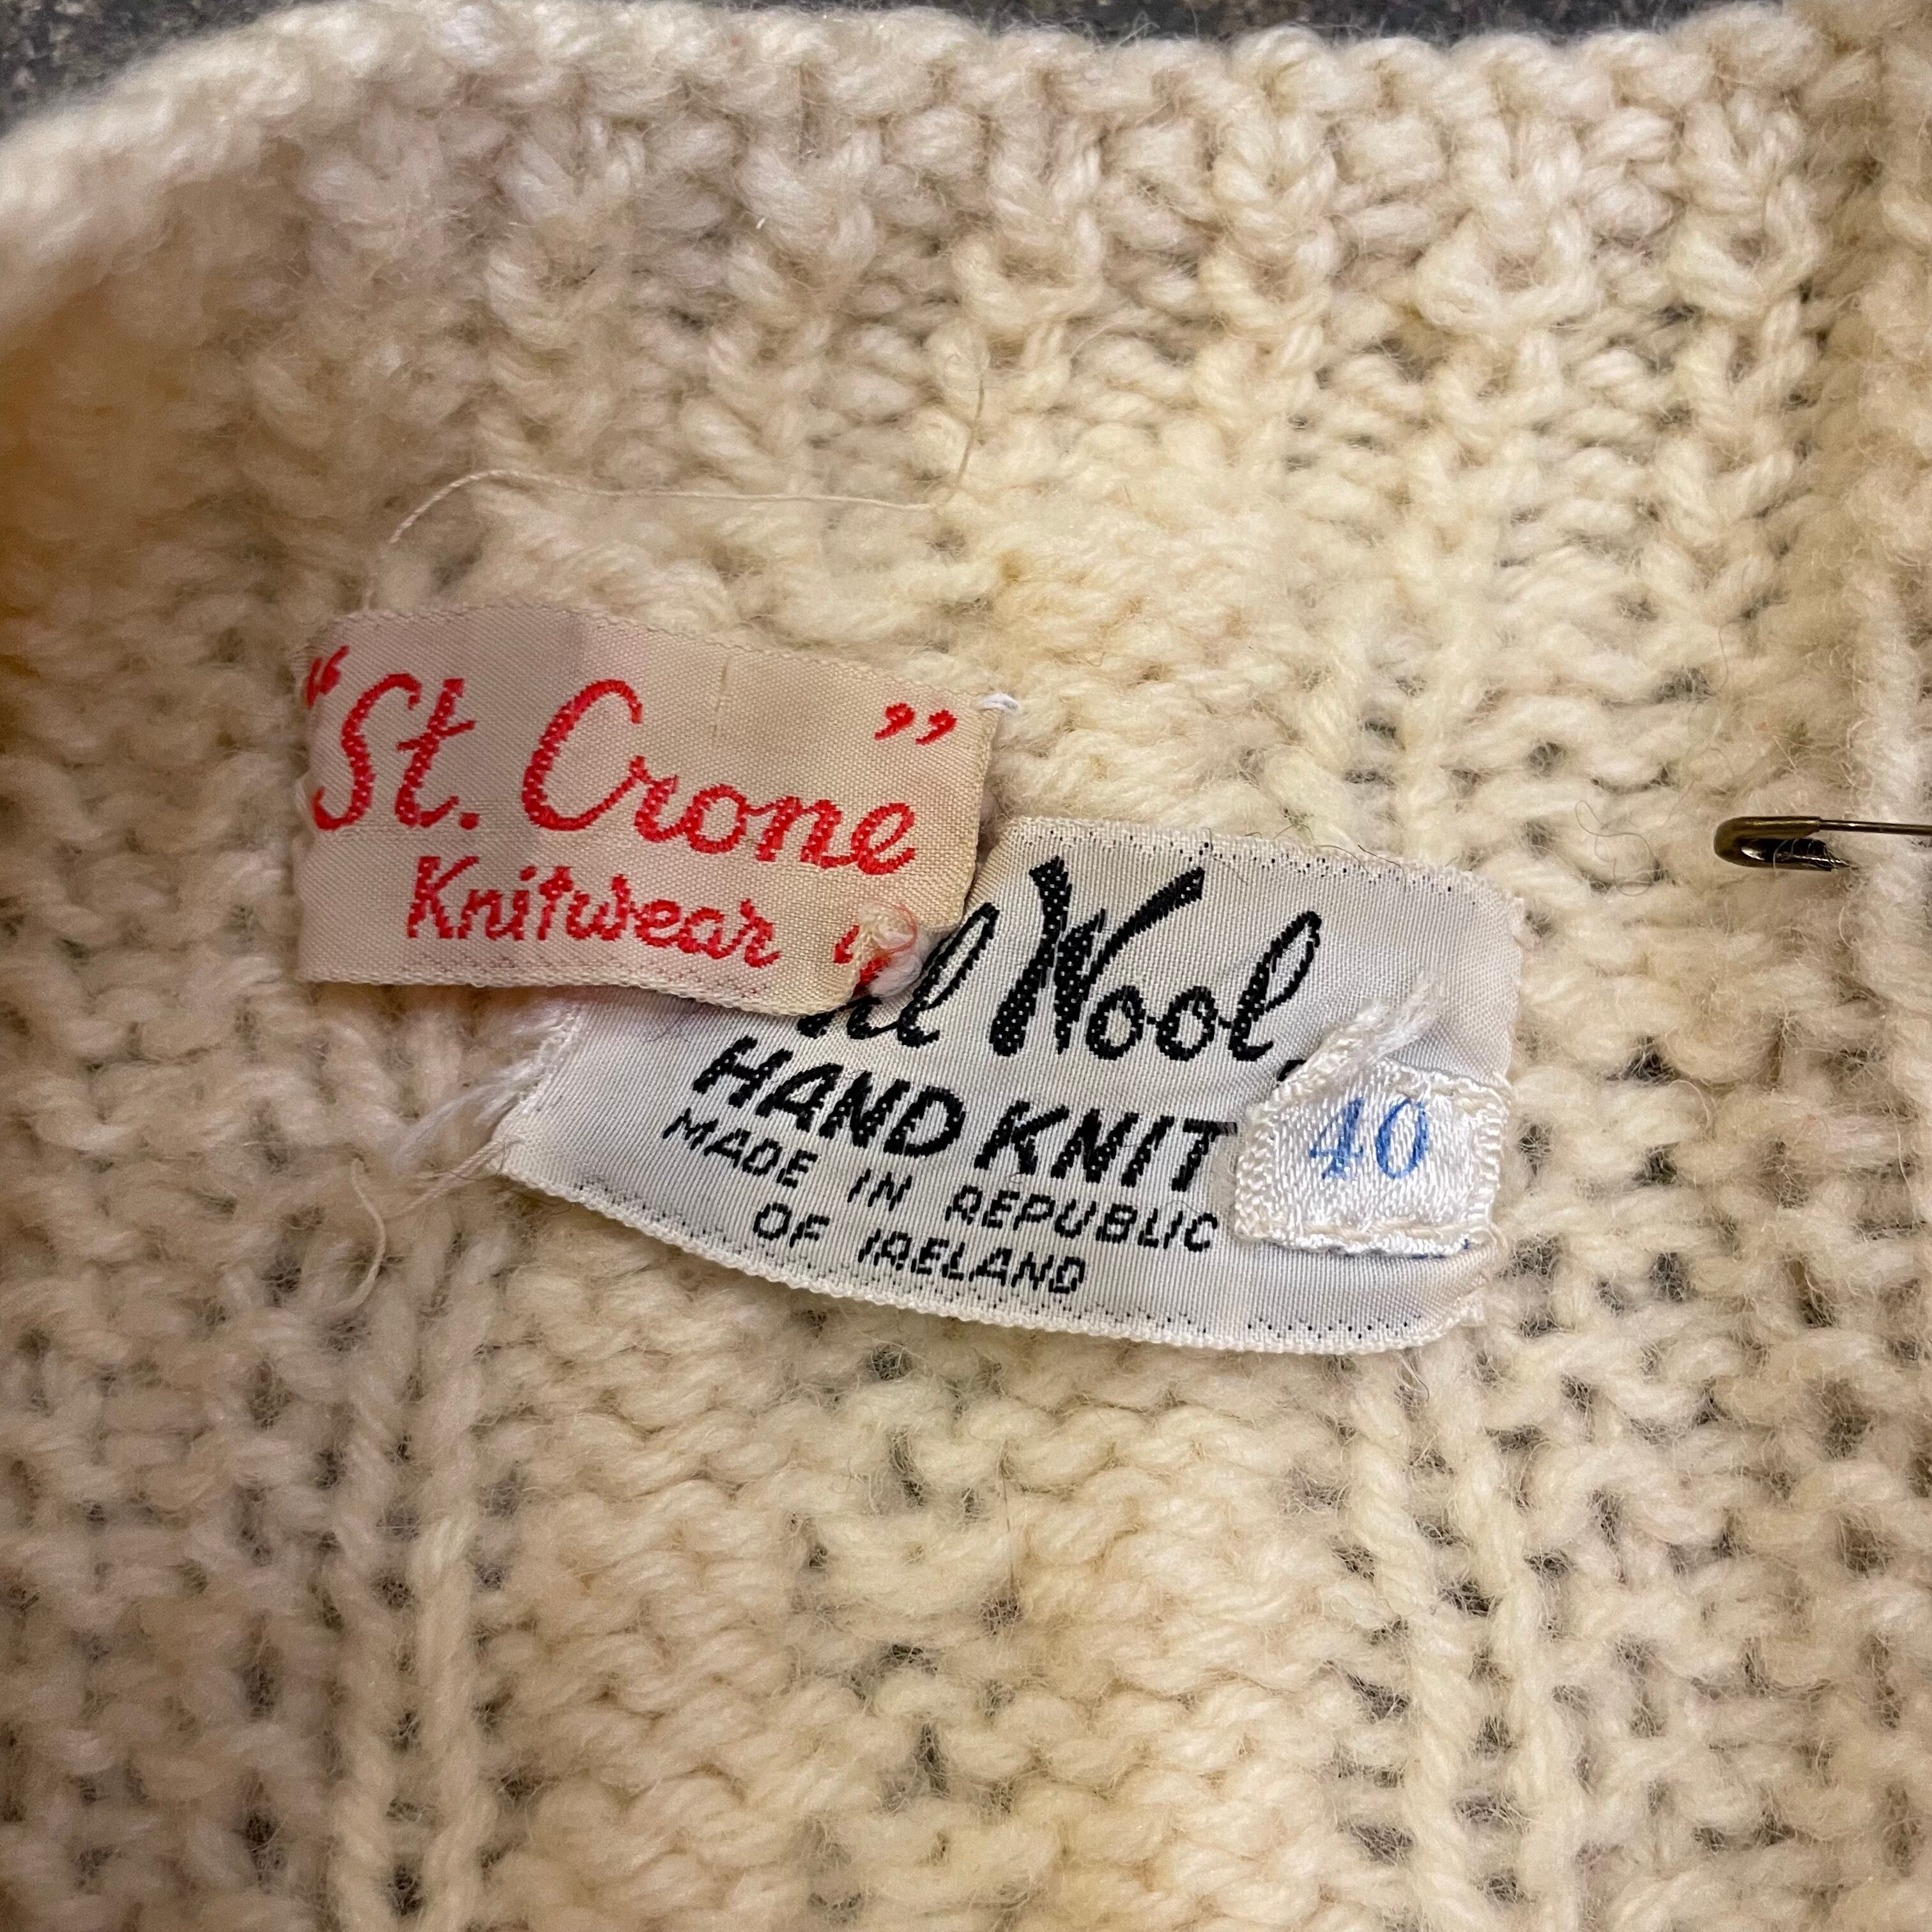 “St. Crone”
Knitwear
Wool,
HAND KNIT
40
MADE IN REPUBLIC
OF IRELAND